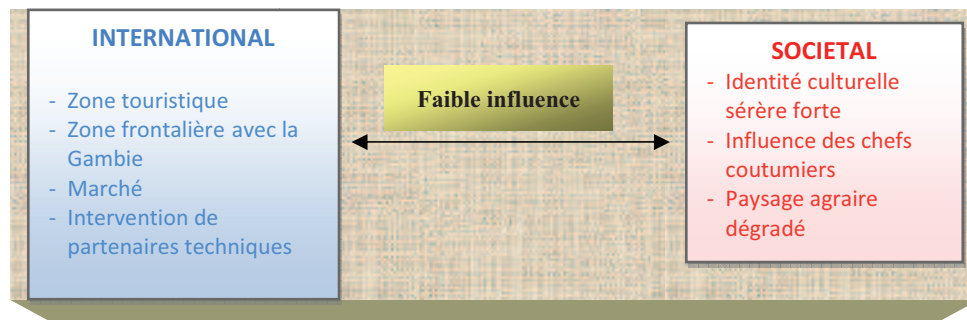 INTERNATIONAL
- Zone touristique
- Zone frontalière avec la
Gambie
- Marché
- Intervention de
partenaires techniques
Faible influence
SOCIETAL
- Identité culturelle
sérère forte
- Influence des chefs
coutumiers
- Paysage agraire
dégradé